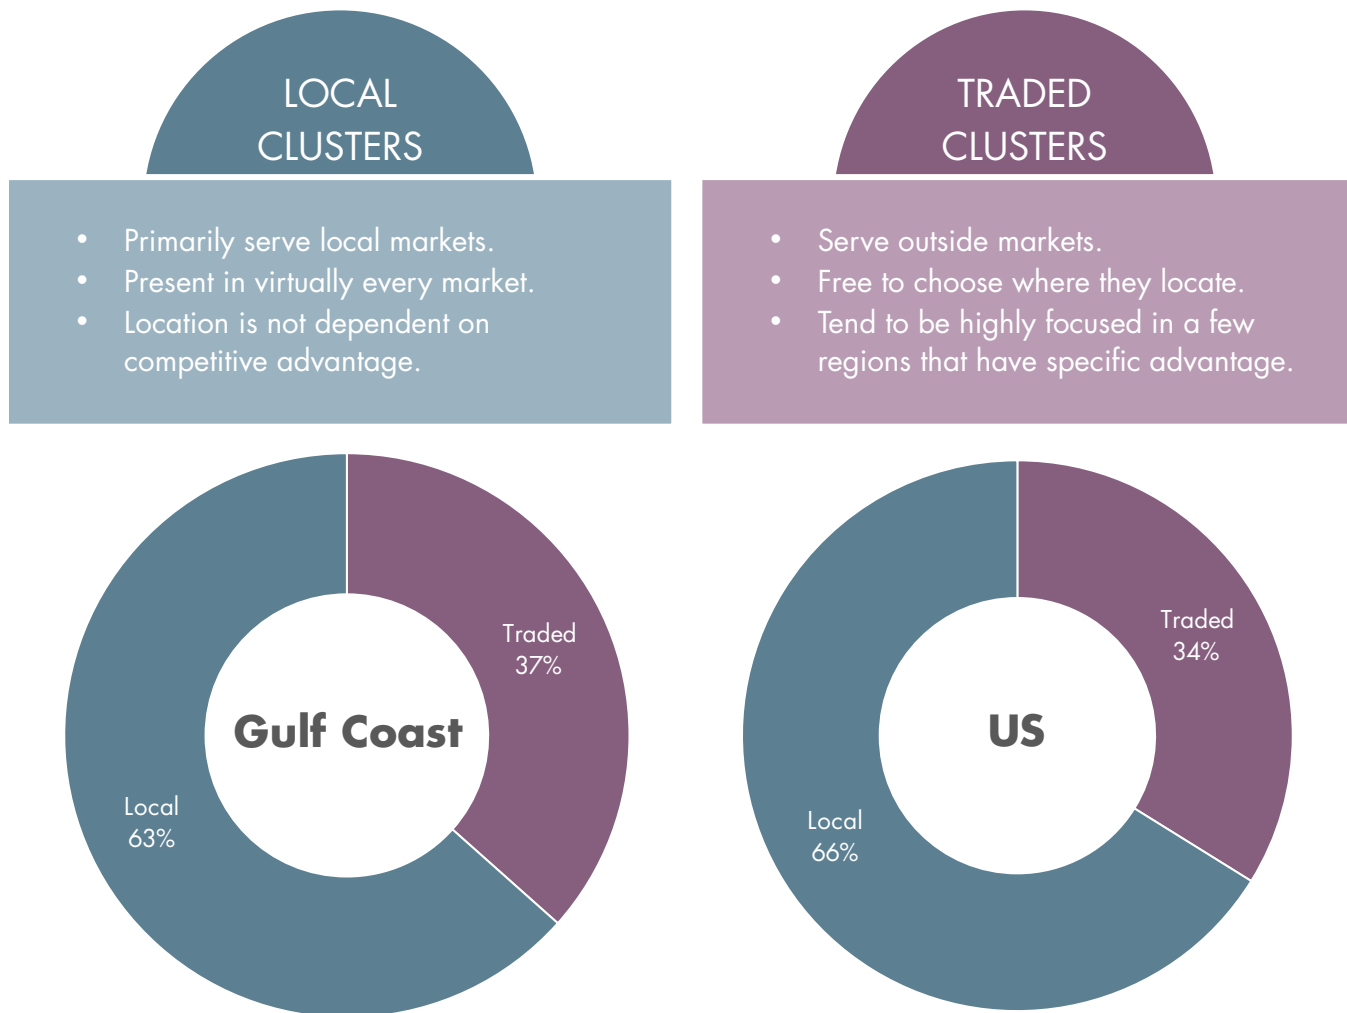 LOCAL
CLUSTERS
• Primarily serve local markets.
• Present in virtually every market.
• Location is not dependent on
competitive advantage.
TRADED
CLUSTERS
• Serve outside markets.
• Free to choose where they locate.
• Tend to be highly focused in a few
regions that have specific advantage.
Traded
37%
Gulf Coast
Local
63%
Traded
34%
US
Local
66%